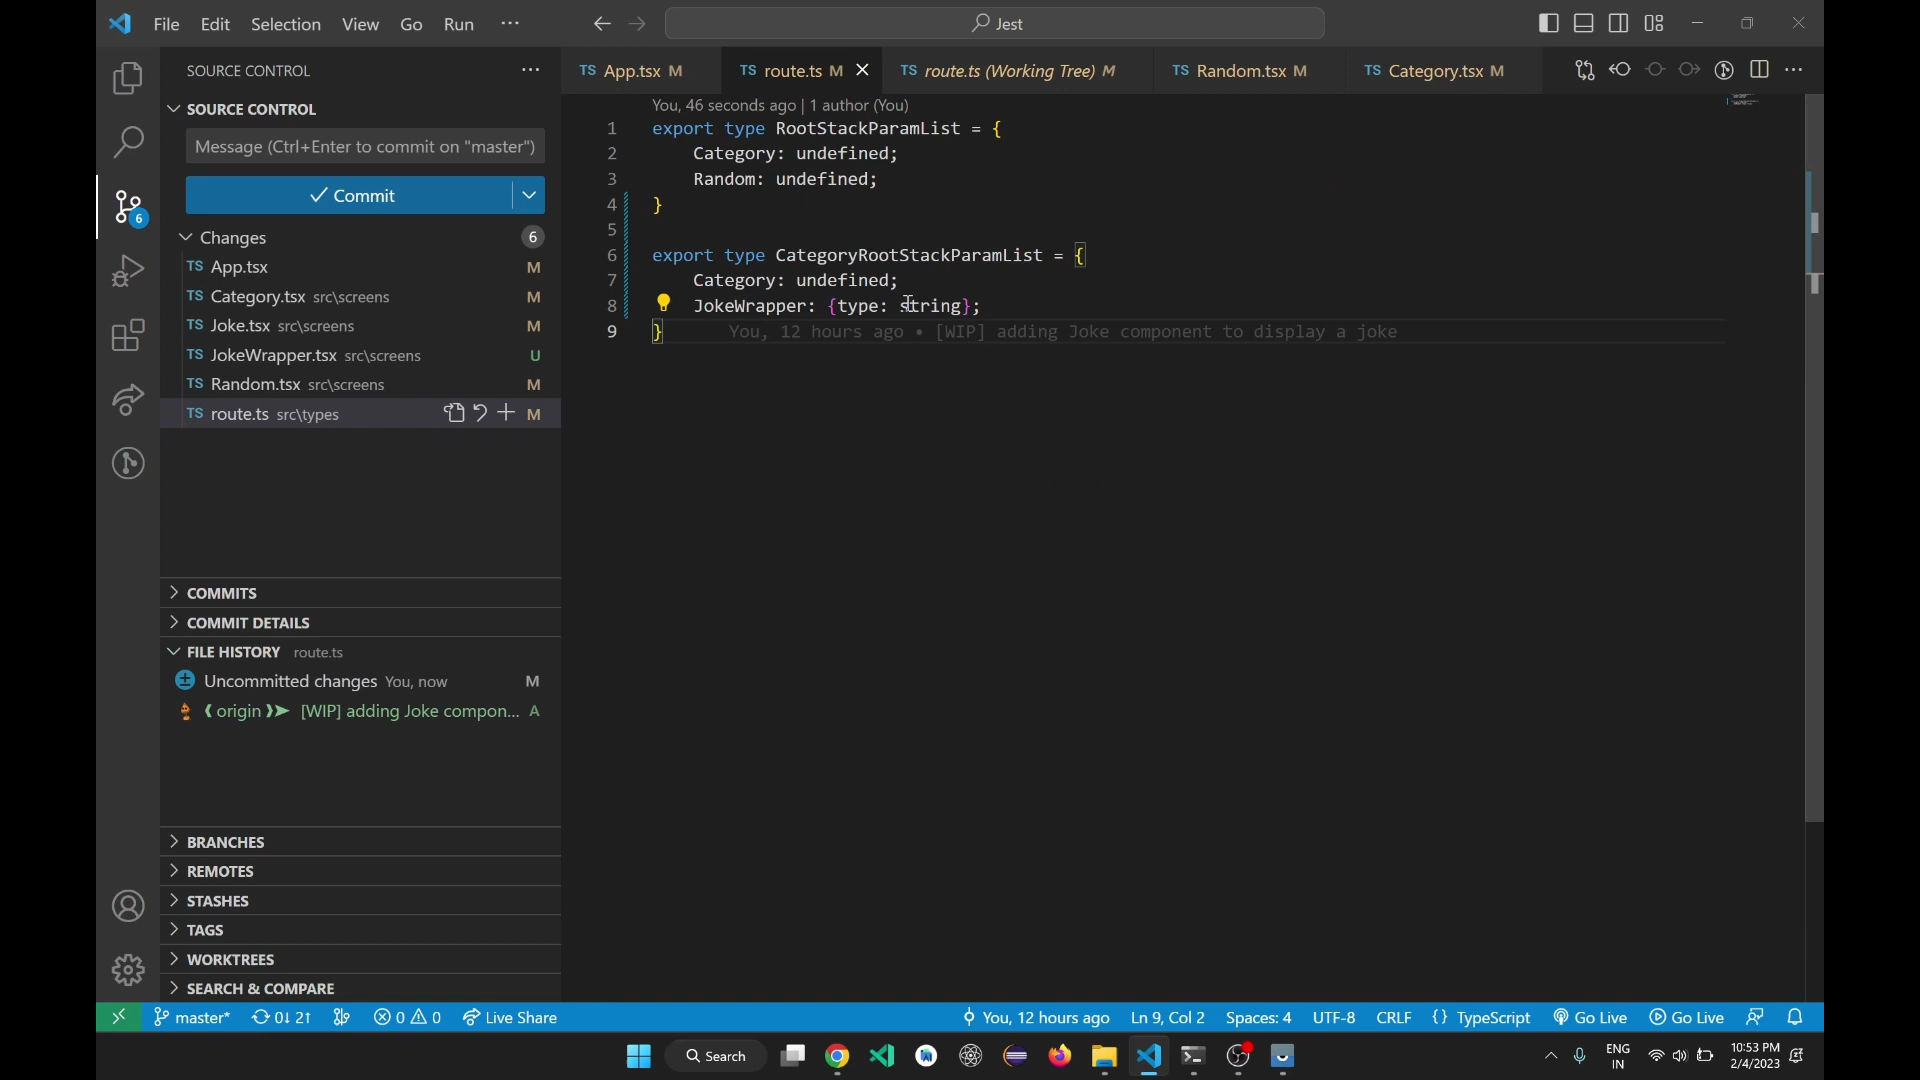 File Edit Selection View Go Run ···
Jest
SOURCE CONTROL
TS App.tsx M
TS route.ts M
TS route.ts (Working Tree) M
TS Random.tsx M
TS Category.tsx M
SOURCE CONTROL
Message (Ctrl+Enter to commit on "master")
Commit
Changes 6
TS App.tsx M
TS Category.tsx src\screens M
TS Joke.tsx src\screens M
TS JokeWrapper.tsx src\screens U
TS Random.tsx src\screens M
TS route.ts src\types M
6
COMMITS
COMMIT DETAILS
FILE HISTORY route.ts
Uncommitted changes You, now M
origin [WIP] adding Joke compon... A
BRANCHES
REMOTES
STASHES
TAGS
WORKTREES
SEARCH & COMPARE
You, 46 seconds ago | 1 author (You)
1 export type RootStackParamList = {
2 Category: undefined;
3 Random: undefined;
4 }
5
6 export type CategoryRootStackParamList = {
7 Category: undefined;
8 JokeWrapper: {type: string};
9 } You, 12 hours ago • [WIP] adding Joke component to display a joke
master* 0↓ 2↑ 0 0 Live Share
You, 12 hours ago Ln 9, Col 2 Spaces: 4 UTF-8 CRLF {} TypeScript Go Live Go Live
Search
ENG
IN
10:53 PM
2/4/2023